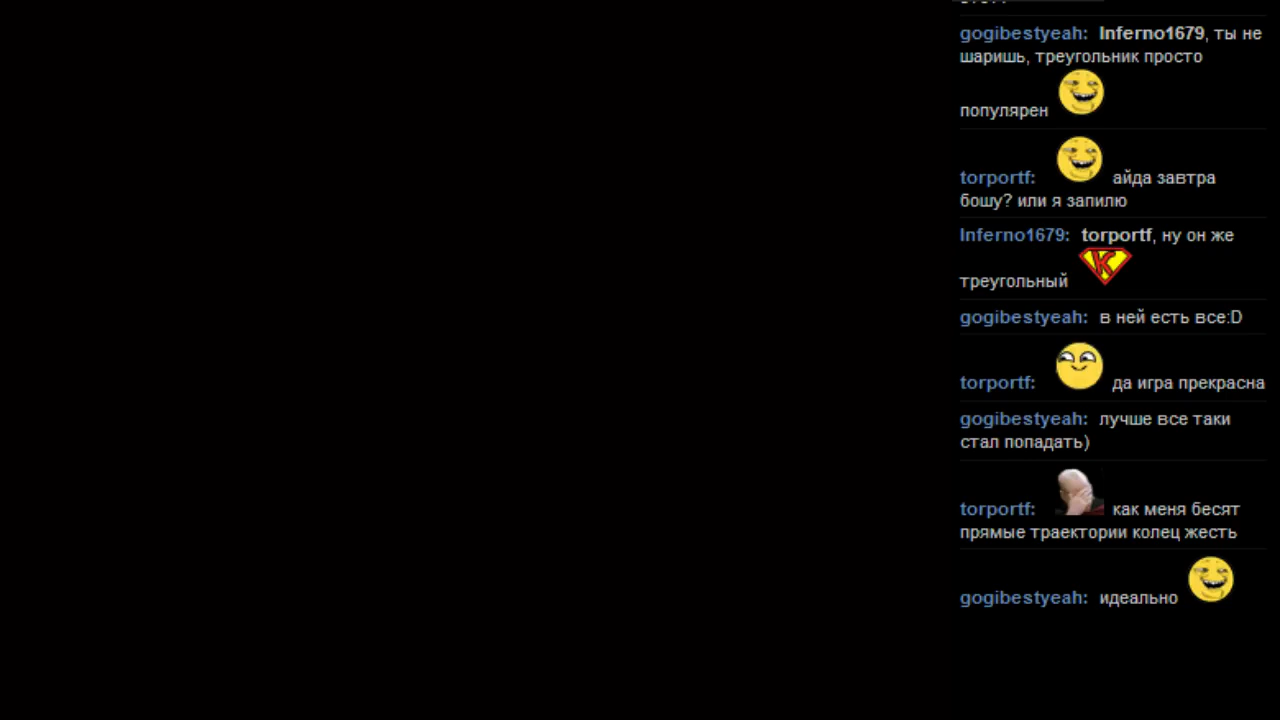 gogibestyeah: Inferno1679, ты не
шаришь, треугольник просто
популярен
torportf: айда завтра
бошу? или я запилю
Inferno1679: torportf, ну он же
треугольный
gogibestyeah: в ней есть все:D
torportf: да игра прекрасна
gogibestyeah: лучше все таки
стал попадать)
torportf: как меня бесят
прямые траектории колец жесть
gogibestyeah: идеально